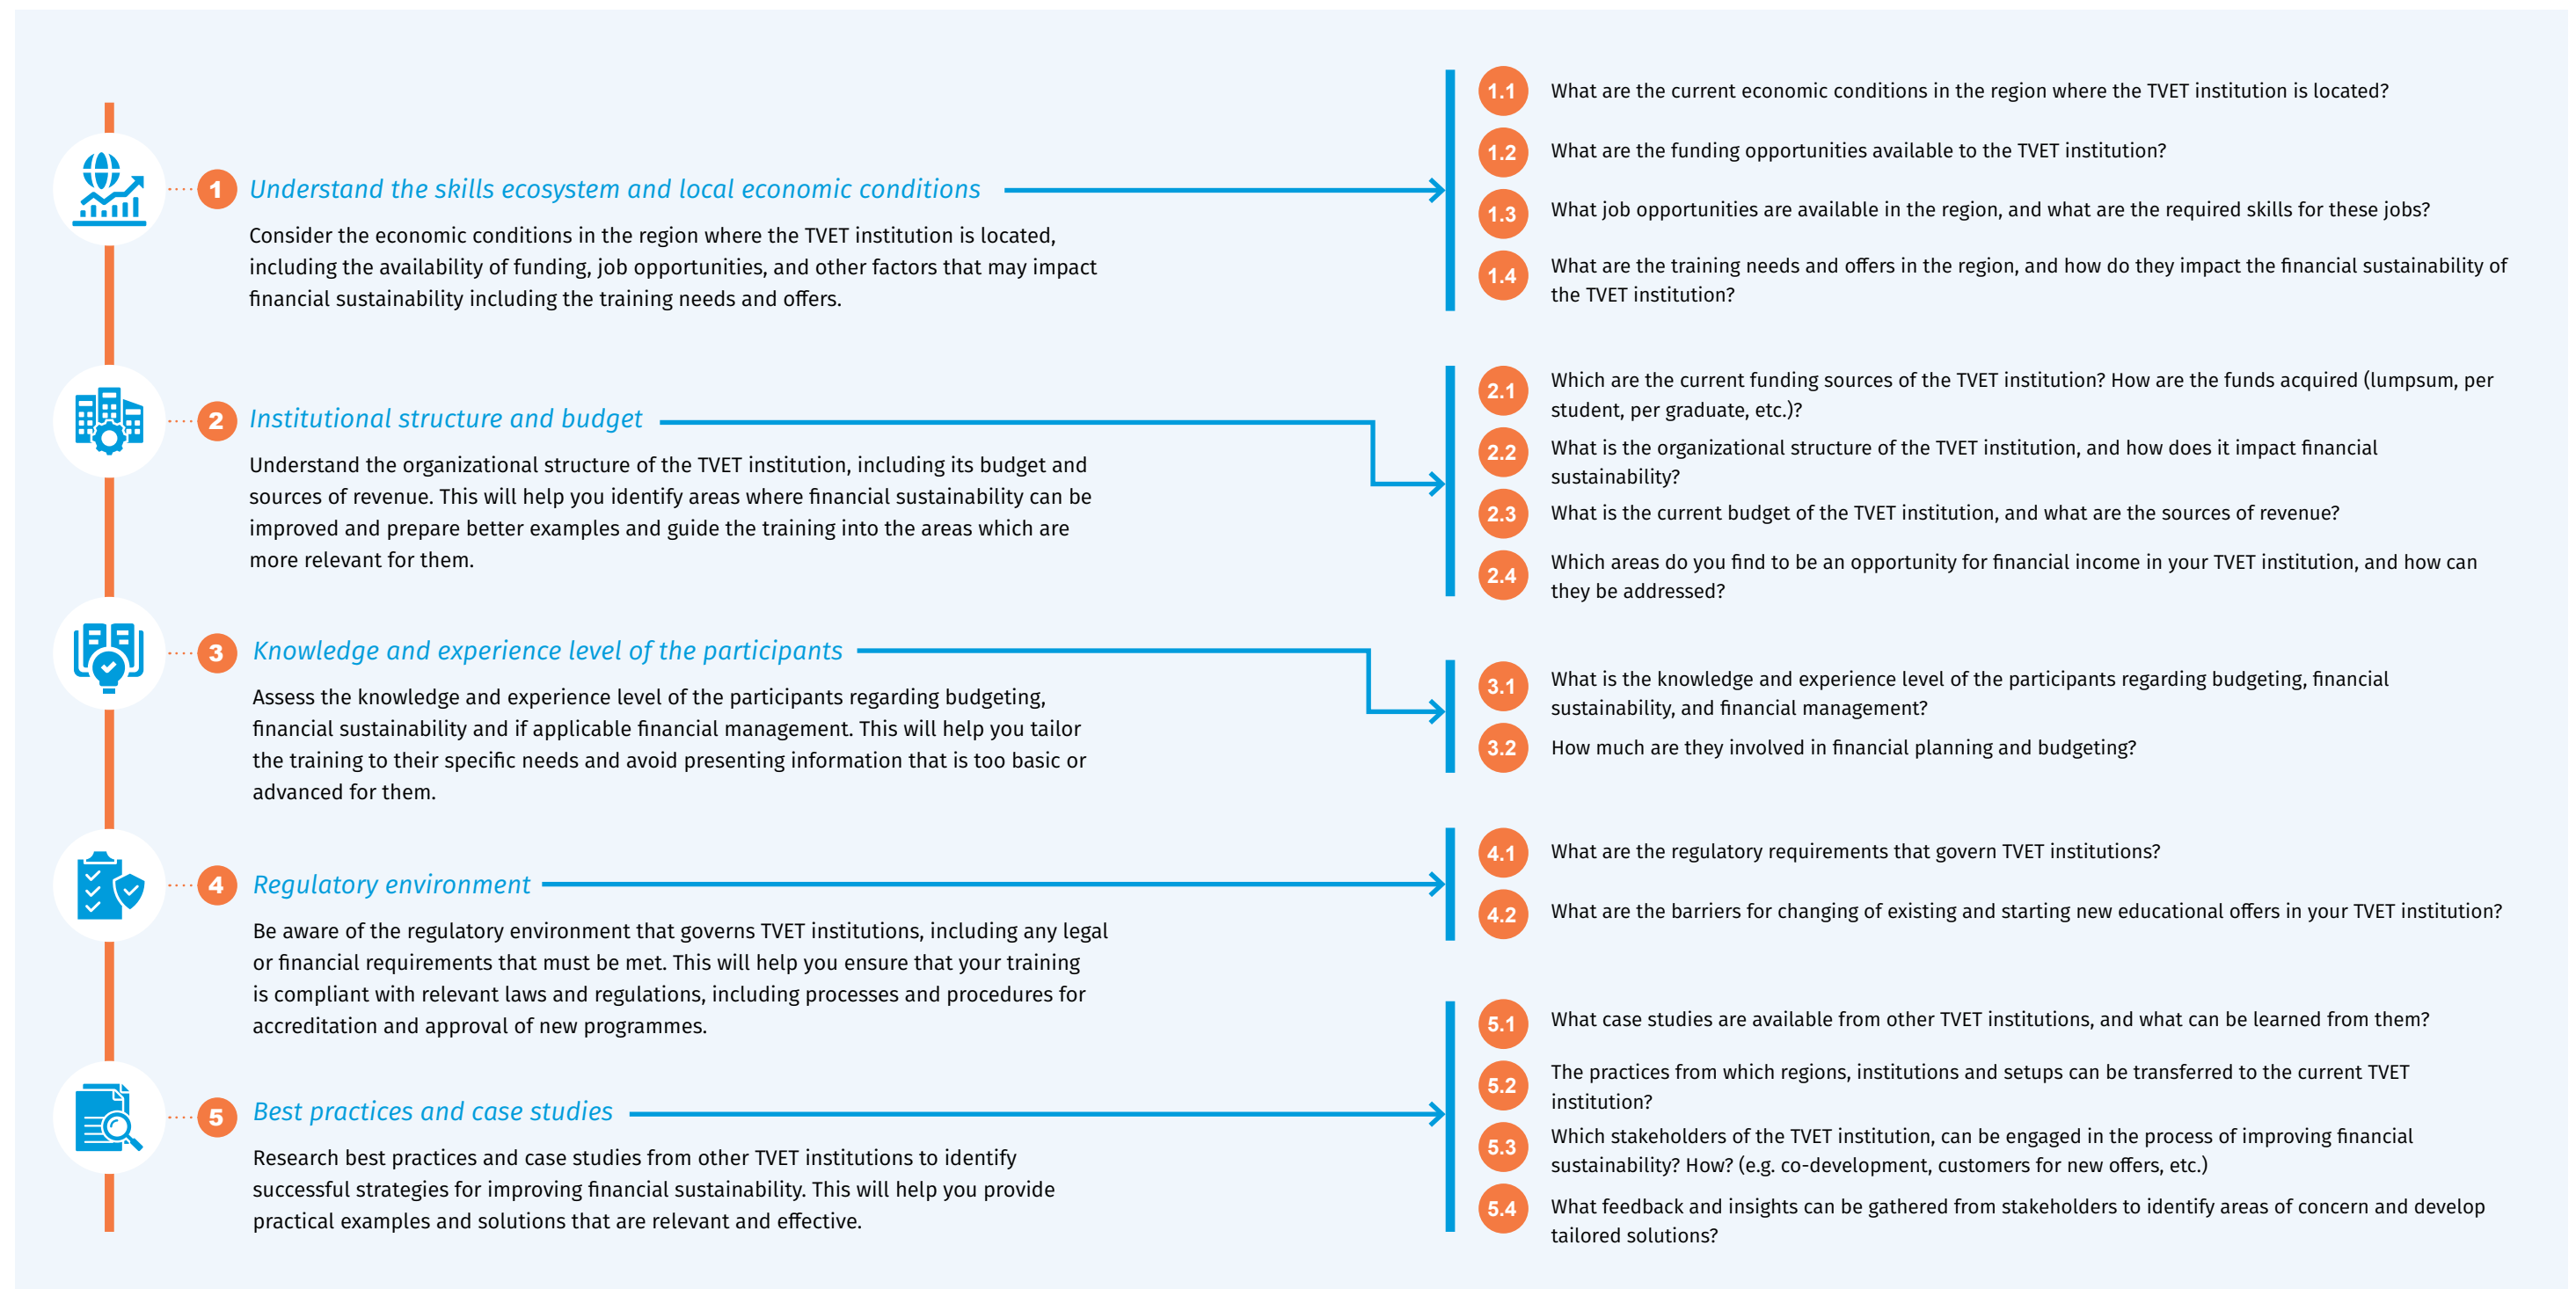 1
Understand the skills ecosystem and local economic conditions
Consider the economic conditions in the region where the TVET institution is located,
including the availability of funding, job opportunities, and other factors that may impact
financial sustainability including the training needs and offers.
1.1
What are the current economic conditions in the region where the TVET institution is located?
1.2
What are the funding opportunities available to the TVET institution?
1.3
What job opportunities are available in the region, and what are the required skills for these jobs?
1.4
What are the training needs and offers in the region, and how do they impact the financial sustainability of
the TVET institution?
2
Institutional structure and budget
Understand the organizational structure of the TVET institution, including its budget and
sources of revenue. This will help you identify areas where financial sustainability can be
improved and prepare better examples and guide the training into the areas which are
more relevant for them.
2.1
Which are the current funding sources of the TVET institution? How are the funds acquired (lumpsum, per
student, per graduate, etc.)?
2.2
What is the organizational structure of the TVET institution, and how does it impact financial
sustainability?
2.3
What is the current budget of the TVET institution, and what are the sources of revenue?
2.4
Which areas do you find to be an opportunity for financial income in your TVET institution, and how can
they be addressed?
3
Knowledge and experience level of the participants
Assess the knowledge and experience level of the participants regarding budgeting,
financial sustainability and if applicable financial management. This will help you tailor
the training to their specific needs and avoid presenting information that is too basic or
advanced for them.
3.1
What is the knowledge and experience level of the participants regarding budgeting, financial
sustainability, and financial management?
3.2
How much are they involved in financial planning and budgeting?
4
Regulatory environment
Be aware of the regulatory environment that governs TVET institutions, including any legal
or financial requirements that must be met. This will help you ensure that your training
is compliant with relevant laws and regulations, including processes and procedures for
accreditation and approval of new programmes.
4.1
What are the regulatory requirements that govern TVET institutions?
4.2
What are the barriers for changing of existing and starting new educational offers in your TVET institution?
5
Best practices and case studies
Research best practices and case studies from other TVET institutions to identify
successful strategies for improving financial sustainability. This will help you provide
practical examples and solutions that are relevant and effective.
5.1
What case studies are available from other TVET institutions, and what can be learned from them?
5.2
The practices from which regions, institutions and setups can be transferred to the current TVET
institution?
5.3
Which stakeholders of the TVET institution, can be engaged in the process of improving financial
sustainability? How? (e.g. co-development, customers for new offers, etc.)
5.4
What feedback and insights can be gathered from stakeholders to identify areas of concern and develop
tailored solutions?